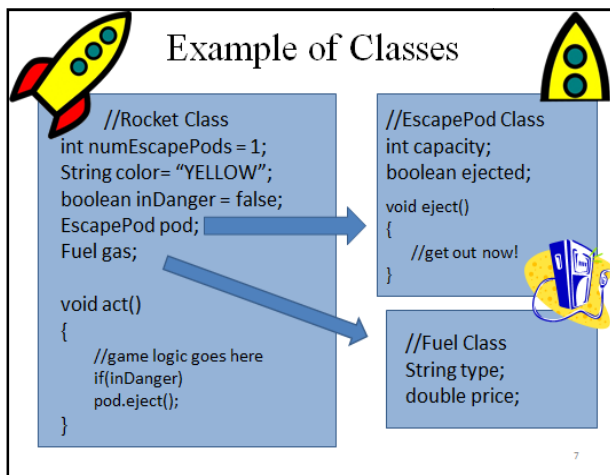 Example of Classes
//Rocket Class
int numEscapePods = 1;
String color= “YELLOW”;
boolean inDanger = false;
EscapePod pod;
Fuel gas;
void act()
{
//game logic goes here
if(inDanger)
pod.eject();
}
//EscapePod Class
int capacity;
boolean ejected;
void eject()
{
//get out now!
}
//Fuel Class
String type;
double price;
7